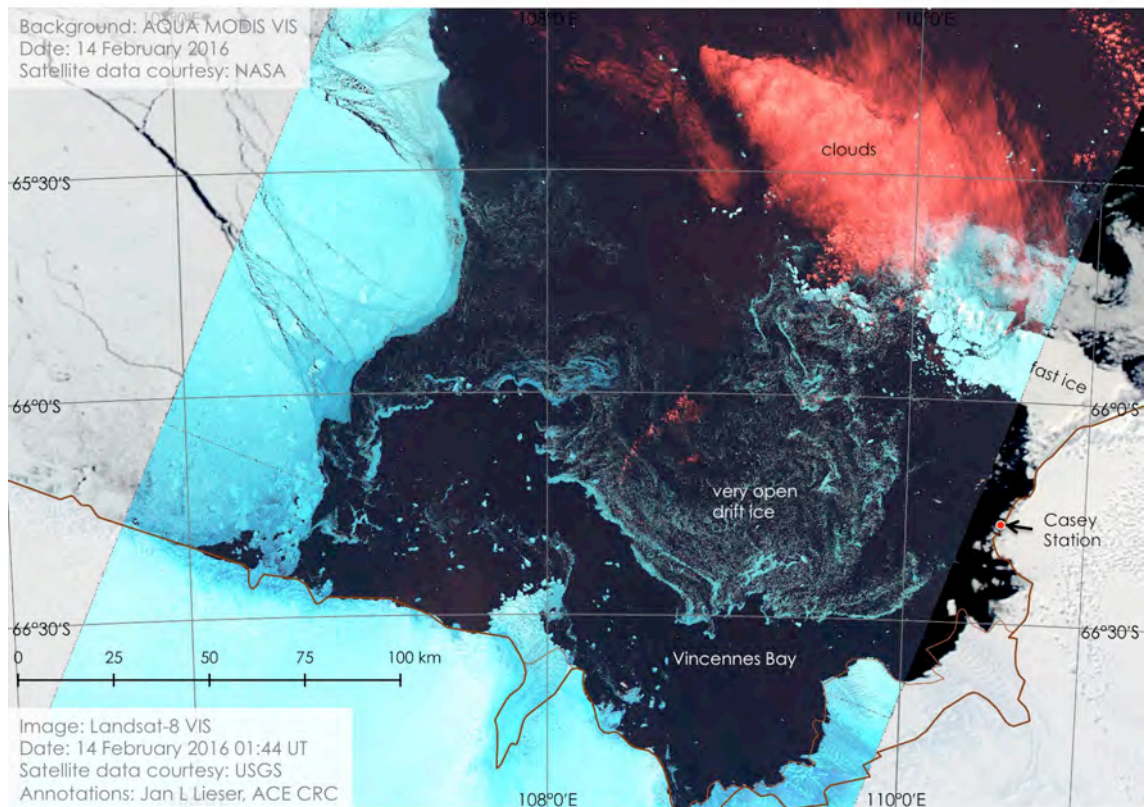 108°0'E
110°0'E
Background: AQUA MODIS VIS
Date: 14 February 2016
Satellite data courtesy: NASA
clouds
65°30'S
fast ice
66°0'S
66°0'S
very open
drift ice
Casey
Station
66°30'S
66°30'S
Vincennes Bay
0 25 50 75 100 km
Image: Landsat-8 VIS
Date: 14 February 2016 01:44 UT
Satellite data courtesy: USGS
Annotations: Jan L Lieser, ACE CRC
108°0'E
110°0'E